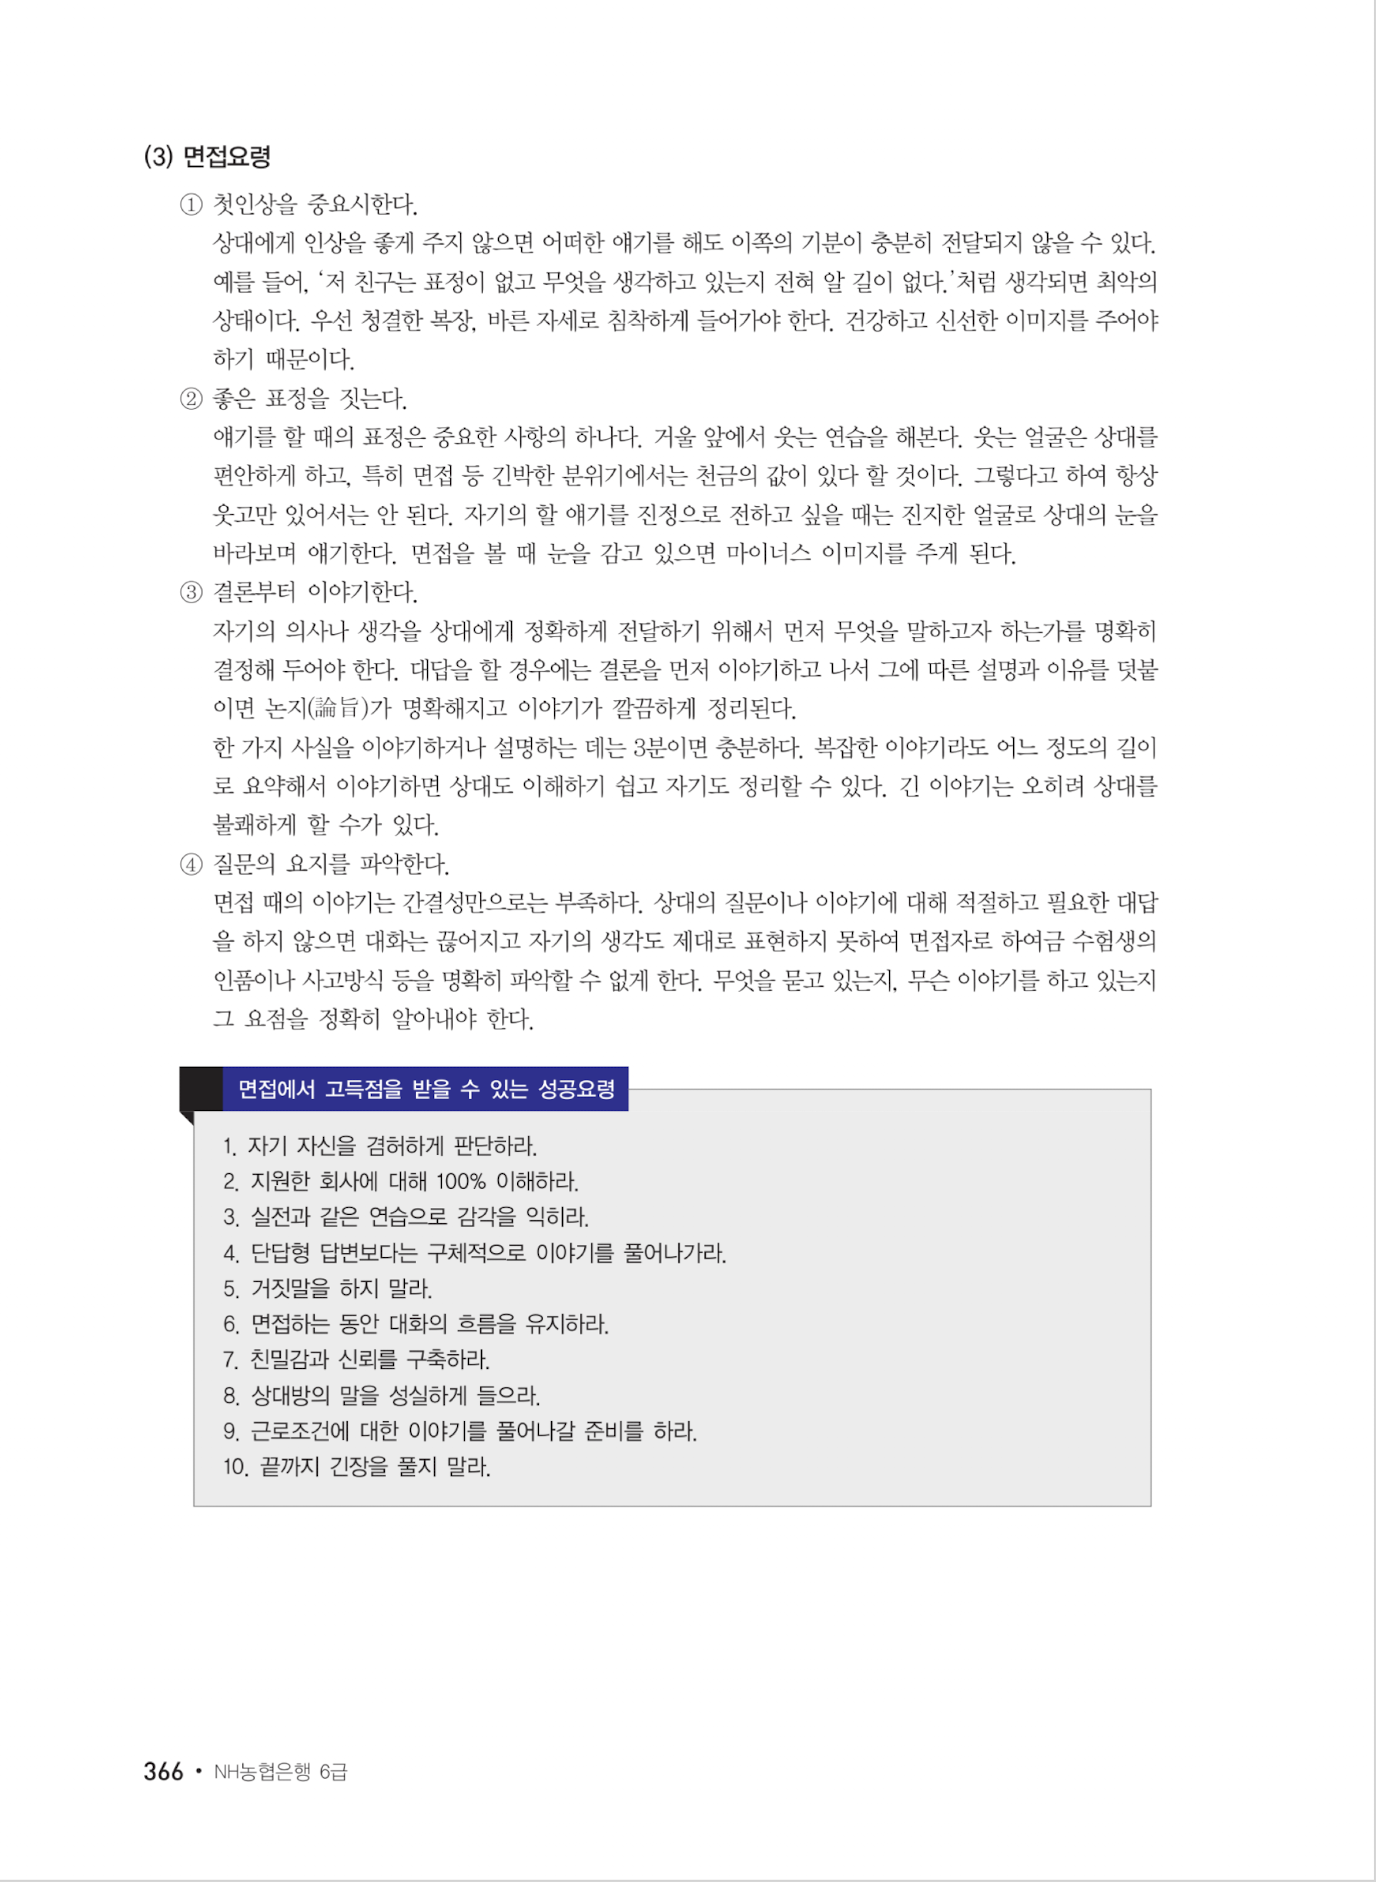 (3) 면접요령
① 첫인상을 중요시한다.
상대에게 인상을 좋게 주지 않으면 어떠한 얘기를 해도 이쪽의 기분이 충분히 전달되지 않을 수 있다.
예를 들어, ‘저 친구는 표정이 없고 무엇을 생각하고 있는지 전혀 알 길이 없다.’처럼 생각되면 최악의
상태이다. 우선 청결한 복장, 바른 자세로 침착하게 들어가야 한다. 건강하고 신선한 이미지를 주어야
하기 때문이다.
② 좋은 표정을 짓는다.
얘기를 할 때의 표정은 중요한 사항의 하나다. 거울 앞에서 웃는 연습을 해본다. 웃는 얼굴은 상대를
편안하게 하고, 특히 면접 등 긴박한 분위기에서는 천금의 값이 있다 할 것이다. 그렇다고 하여 항상
웃고만 있어서는 안 된다. 자기의 할 얘기를 진정으로 전하고 싶을 때는 진지한 얼굴로 상대의 눈을
바라보며 얘기한다. 면접을 볼 때 눈을 감고 있으면 마이너스 이미지를 주게 된다.
③ 결론부터 이야기한다.
자기의 의사나 생각을 상대에게 정확하게 전달하기 위해서 먼저 무엇을 말하고자 하는가를 명확히
결정해 두어야 한다. 대답을 할 경우에는 결론을 먼저 이야기하고 나서 그에 따른 설명과 이유를 덧붙
이면 논지(論旨)가 명확해지고 이야기가 깔끔하게 정리된다.
한 가지 사실을 이야기하거나 설명하는 데는 3분이면 충분하다. 복잡한 이야기라도 어느 정도의 길이
로 요약해서 이야기하면 상대도 이해하기 쉽고 자기도 정리할 수 있다. 긴 이야기는 오히려 상대를
불쾌하게 할 수가 있다.
④ 질문의 요지를 파악한다.
면접 때의 이야기는 간결성만으로는 부족하다. 상대의 질문이나 이야기에 대해 적절하고 필요한 대답
을 하지 않으면 대화는 끊어지고 자기의 생각도 제대로 표현하지 못하여 면접자로 하여금 수험생의
인품이나 사고방식 등을 명확히 파악할 수 없게 한다. 무엇을 묻고 있는지, 무슨 이야기를 하고 있는지
그 요점을 정확히 알아내야 한다.
면접에서 고득점을 받을 수 있는 성공요령
1. 자기 자신을 겸허하게 판단하라.
2. 지원한 회사에 대해 100% 이해하라.
3. 실전과 같은 연습으로 감각을 익히라.
4. 단답형 답변보다는 구체적으로 이야기를 풀어나가라.
5. 거짓말을 하지 말라.
6. 면접하는 동안 대화의 흐름을 유지하라.
7. 친밀감과 신뢰를 구축하라.
8. 상대방의 말을 성실하게 들으라.
9. 근로조건에 대한 이야기를 풀어나갈 준비를 하라.
10. 끝까지 긴장을 풀지 말라.
366 • NH농협은행 6급